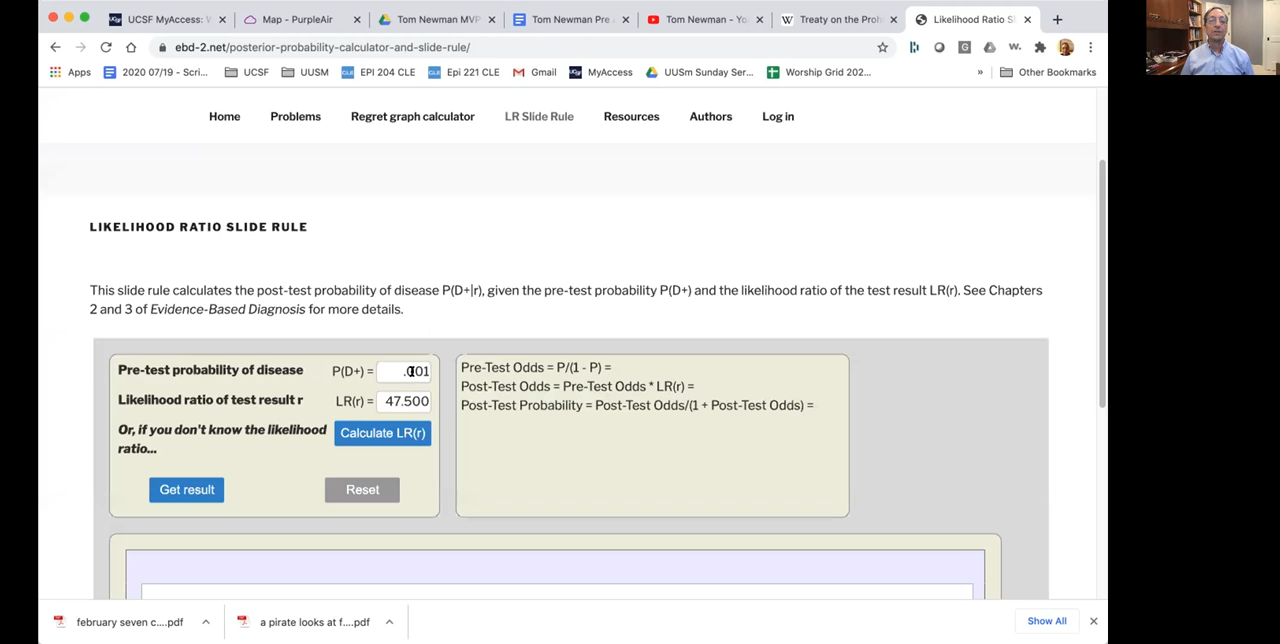 UCSF MyAccess: W
Map - PurpleAir
Tom Newman MVP
Tom Newman Pre
Tom Newman - Yo
Treaty on the Proh
Likelihood Ratio S
ebd-2.net/posterior-probability-calculator-and-slide-rule/
Apps
2020 07/19 - Scri...
UCSF
UUSM
CLE EPI 204 CLE
CLE Epi 221 CLE
Gmail
MyAccess
UUSm Sunday Ser...
Worship Grid 202...
»
Other Bookmarks
Home
Problems
Regret graph calculator
LR Slide Rule
Resources
Authors
Log in
LIKELIHOOD RATIO SLIDE RULE
This slide rule calculates the post-test probability of disease P(D+|r), given the pre-test probability P(D+) and the likelihood ratio of the test result LR(r). See Chapters
2 and 3 of Evidence-Based Diagnosis for more details.
Pre-test probability of disease P(D+) = .001
Likelihood ratio of test result r LR(r) = 47.500
Or, if you don't know the likelihood
ratio...
Calculate LR(r)
Get result
Reset
Pre-Test Odds = P/(1 - P) =
Post-Test Odds = Pre-Test Odds * LR(r) =
Post-Test Probability = Post-Test Odds/(1 + Post-Test Odds) =
february seven c....pdf
a pirate looks at f....pdf
Show All